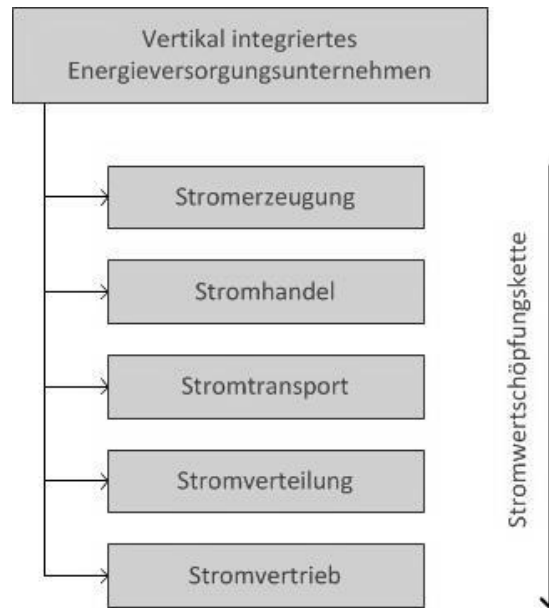 Vertikal integriertes
Energieversorgungsunternehmen
Stromerzeugung
Stromhandel
Stromtransport
Stromverteilung
Stromvertrieb
Stromwertschöpfungskette